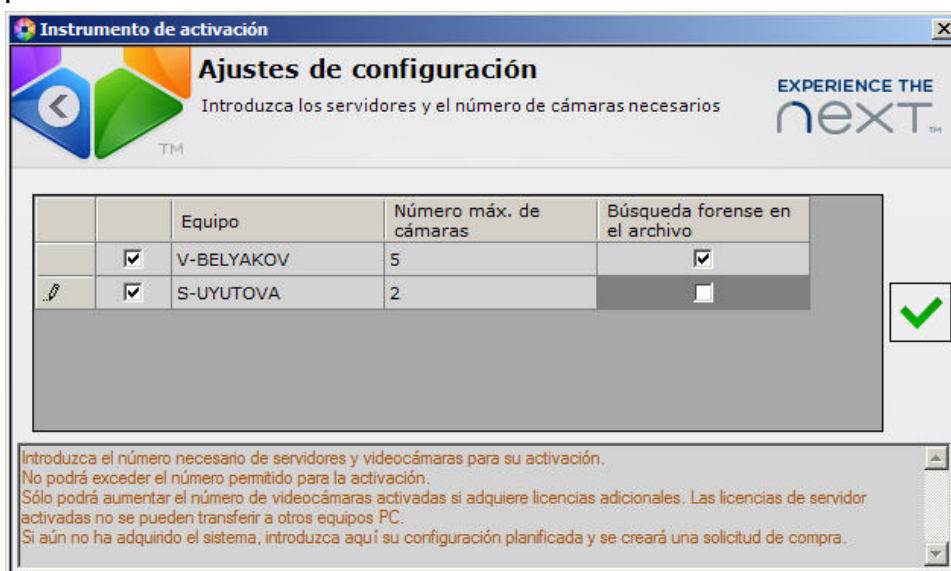 Instrumento de activación
Ajustes de configuración
Introduzca los servidores y el número de cámaras necesarios
EXPERIENCE THE
nexT™
TM
Equipo
Número máx. de
cámaras
Búsqueda forense en
el archivo
V-BELYAKOV 5
S-UYUTOVA 2
Introduzca el número necesario de servidores y videocámaras para su activación.
No podrá exceder el número permitido para la activación.
Sólo podrá aumentar el número de videocámaras activadas si adquiere licencias adicionales. Las licencias de servidor
activadas no se pueden transferir a otros equipos PC.
Si aún no ha adquirido el sistema, introduzca aquí su configuración planificada y se creará una solicitud de compra.